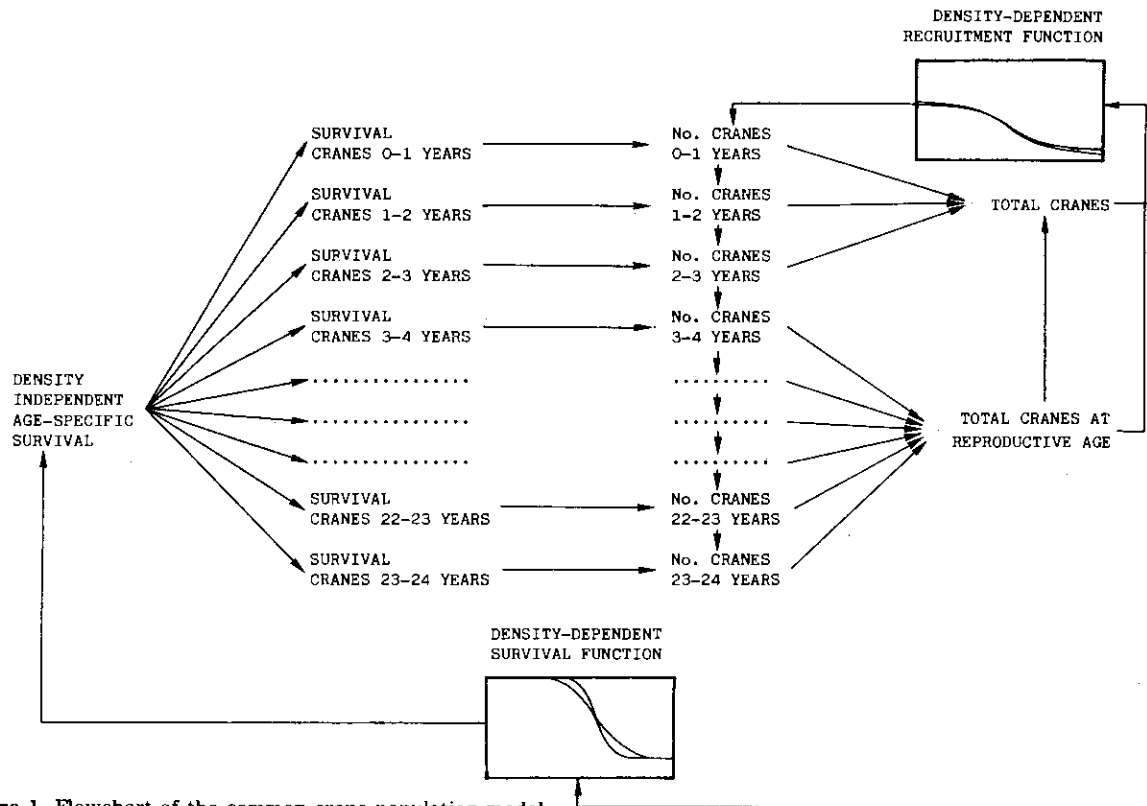 DENSITY-DEPENDENT
RECRUITMENT FUNCTION
SURVIVAL
CRANES 0-1 YEARS
No. CRANES
0-1 YEARS
SURVIVAL
CRANES 1-2 YEARS
No. CRANES
1-2 YEARS
TOTAL CRANES
SURVIVAL
CRANES 2-3 YEARS
No. CRANES
2-3 YEARS
SURVIVAL
CRANES 3-4 YEARS
No. CRANES
3-4 YEARS
DENSITY
INDEPENDENT
AGE-SPECIFIC
SURVIVAL
TOTAL CRANES AT
REPRODUCTIVE AGE
SURVIVAL
CRANES 22-23 YEARS
No. CRANES
22-23 YEARS
SURVIVAL
CRANES 23-24 YEARS
No. CRANES
23-24 YEARS
DENSITY-DEPENDENT
SURVIVAL FUNCTION
1. Flowchart of the common crane population model